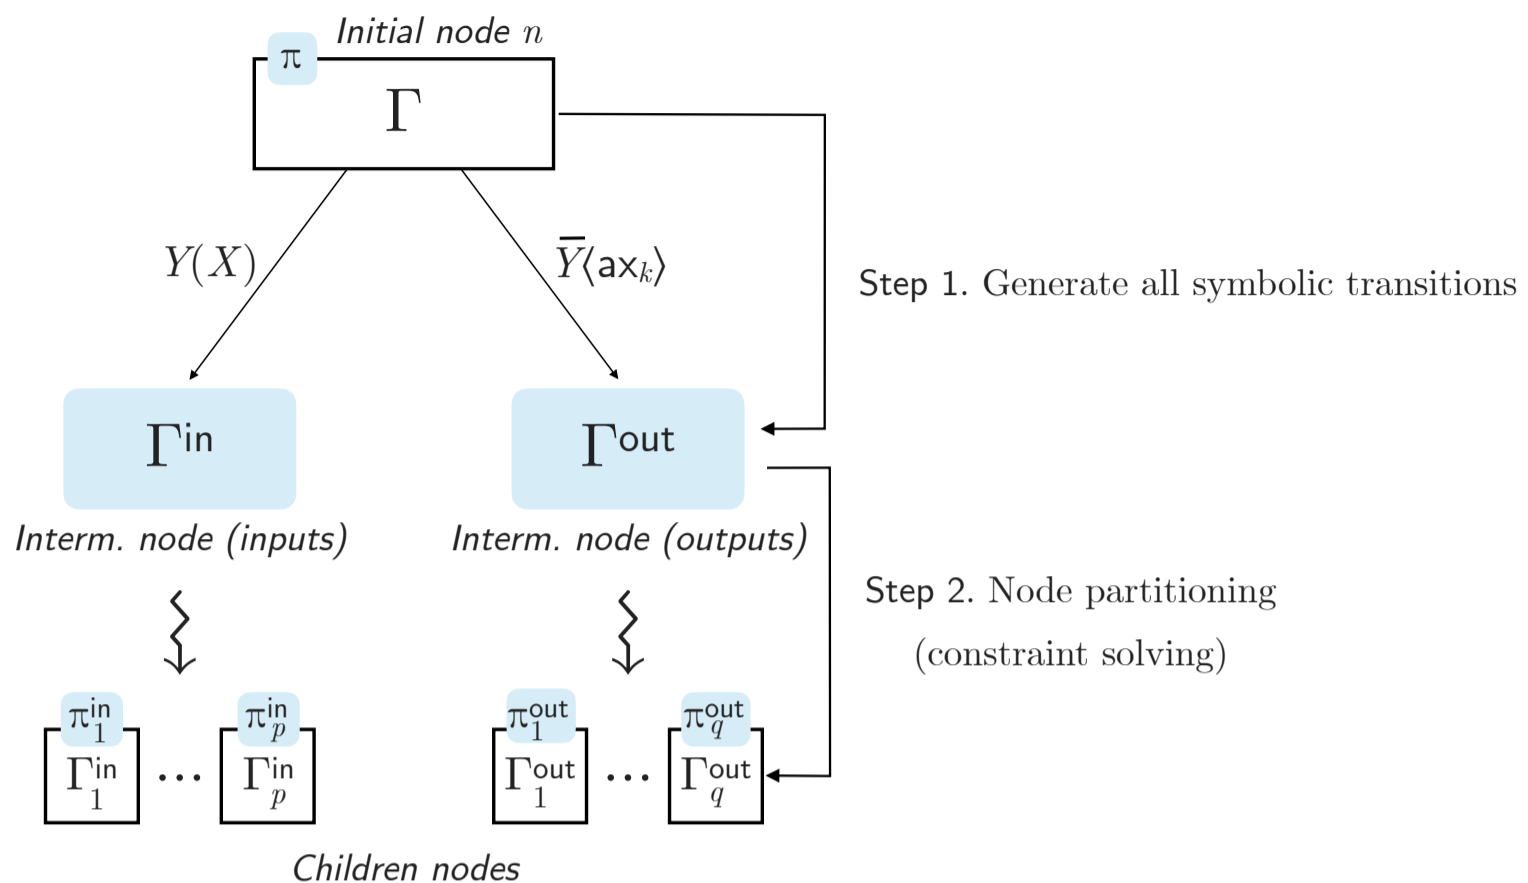 Initial node n
π
Γ
Y(X)
Y̅⟨ax_k⟩
Step 1. Generate all symbolic transitions
Γ^in
Γ^out
Interm. node (inputs)
Interm. node (outputs)
Step 2. Node partitioning
(constraint solving)
π_1^in
π_p^in
π_1^out
π_q^out
Γ_1^in ... Γ_p^in
Γ_1^out ... Γ_q^out
Children nodes